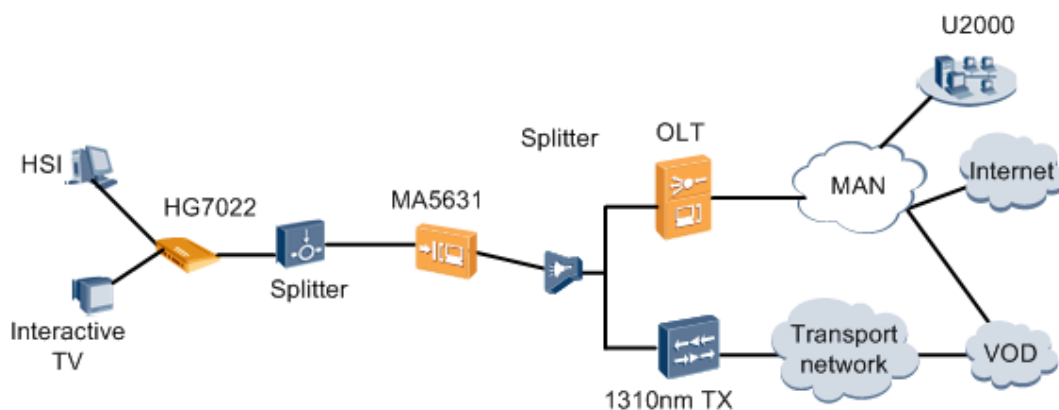 U2000
Splitter
OLT
HSI
MAN
Internet
HG7022
MA5631
Splitter
Interactive
TV
Transport
network
VOD
1310nm TX